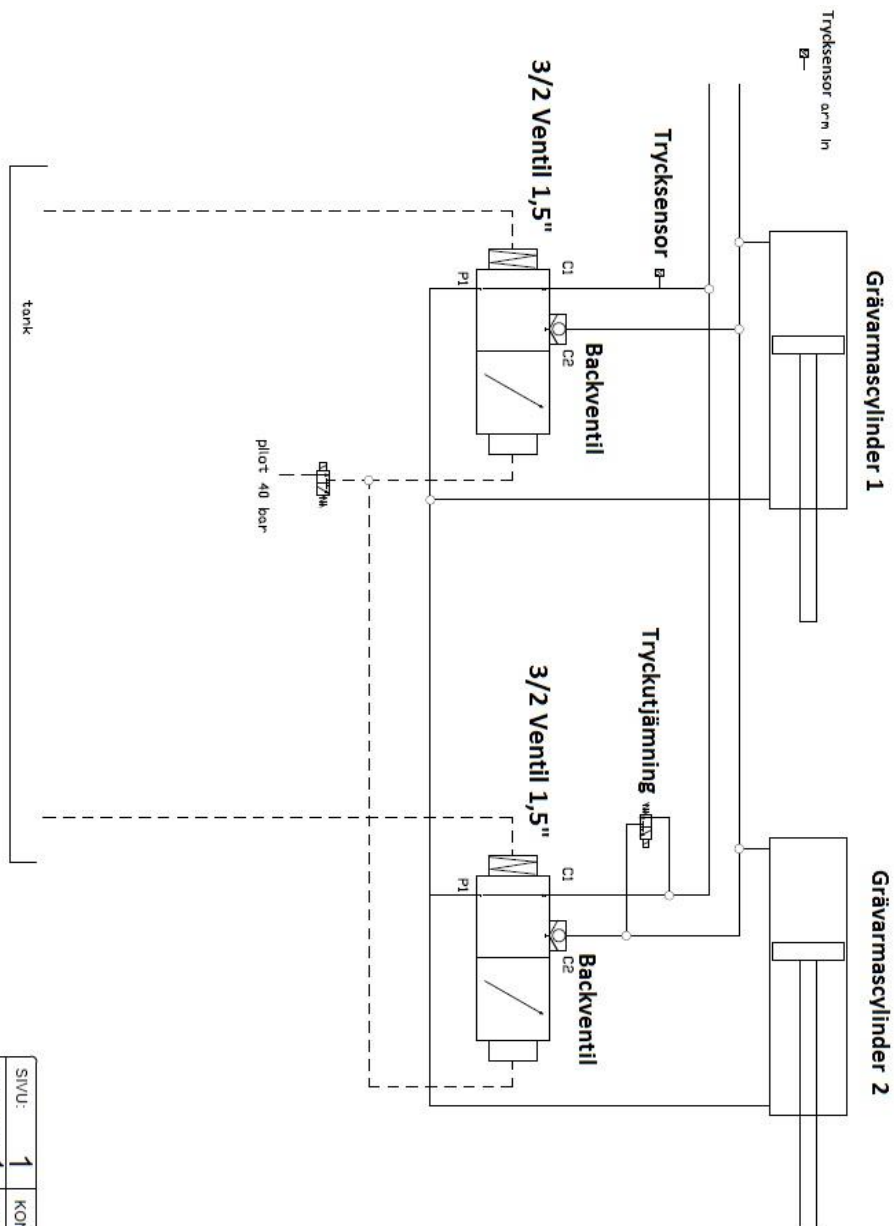 Trycksensor arm in
Grävarmascylinder 1
Grävarmascylinder 2
Trycksensor
3/2 Ventil 1,5"
C1
P1
C2
Backventil
Tryckutjämning
3/2 Ventil 1,5"
C1
P1
C2
Backventil
pilot 40 bar
tank
SIVU: 1